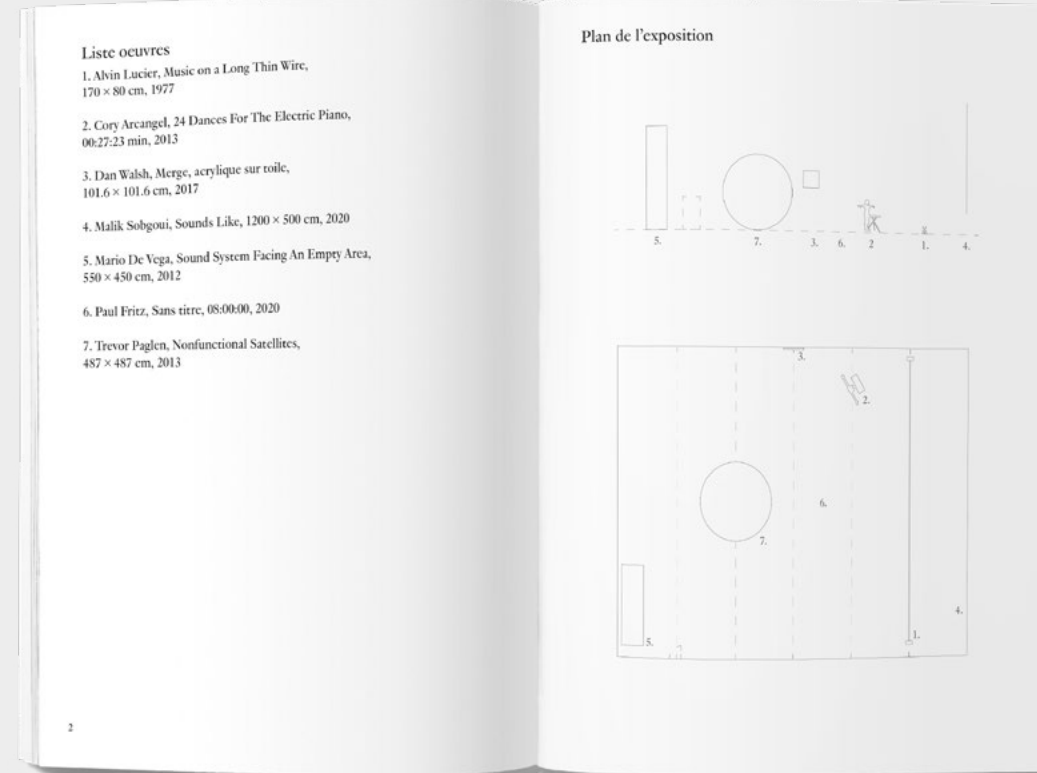 Liste oeuvres
1. Alvin Lucier, Music on a Long Thin Wire,
170 × 80 cm, 1977
2. Cory Arcangel, 24 Dances For The Electric Piano,
00:27:23 min, 2013
3. Dan Walsh, Merge, acrylique sur toile,
101.6 × 101.6 cm, 2017
4. Malik Sobgoui, Sounds Like, 1200 × 500 cm, 2020
5. Mario De Vega, Sound System Facing An Empty Area,
550 × 450 cm, 2012
6. Paul Fritz, Sans titre, 08:00:00, 2020
7. Trevor Paglen, Nonfunctional Satellites,
487 × 487 cm, 2013
2
Plan de l'exposition
5. 7. 3. 6. 2 1. 4.
3.
2.
6.
7.
4.
1.
5.